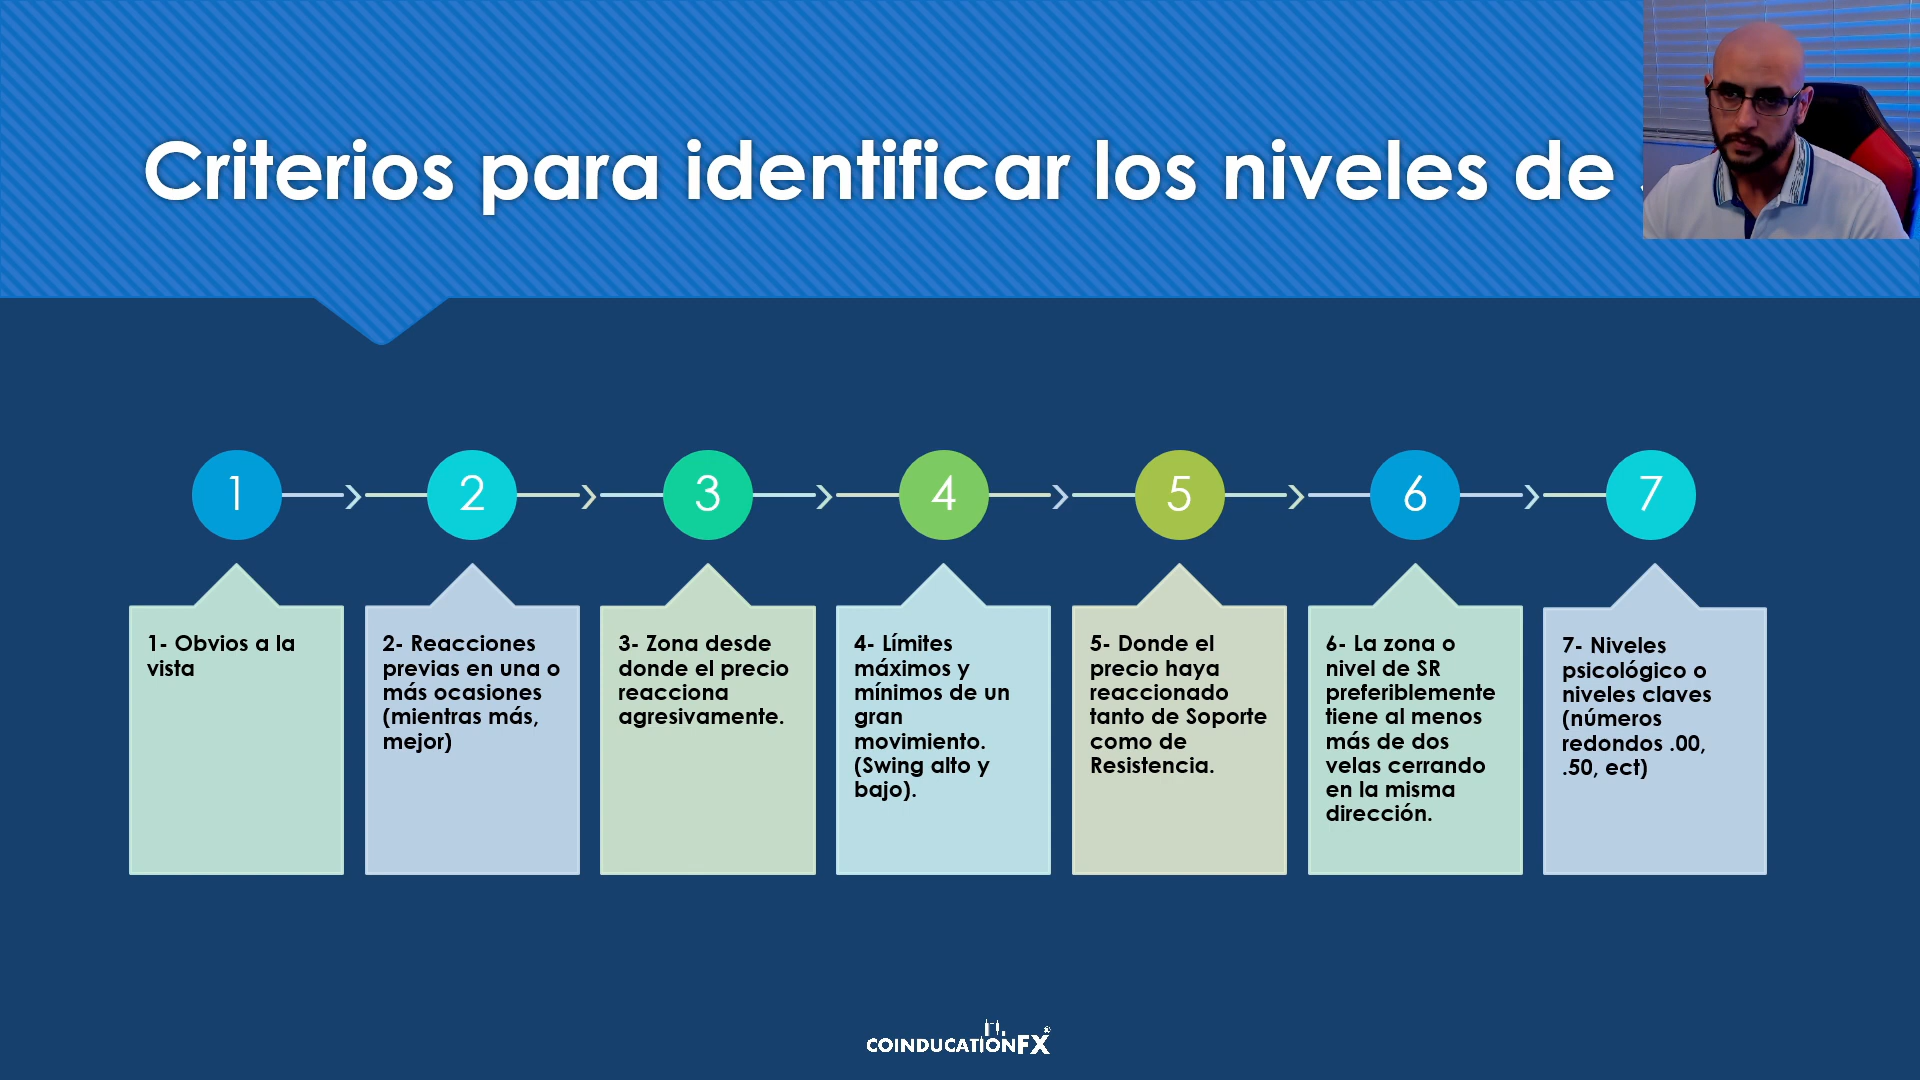 Criterios para identificar los niveles de
1
2
3
4
5
6
7
1- Obvios a la
vista
2- Reacciones
previas en una o
más ocasiones
(mientras más,
mejor)
3- Zona desde
donde el precio
reacciona
agresivamente.
4- Límites
máximos y
mínimos de un
gran
movimiento.
(Swing alto y
bajo).
5- Donde el
precio haya
reaccionado
tanto de Soporte
como de
Resistencia.
6- La zona o
nivel de SR
preferiblemente
tiene al menos
más de dos
velas cerrando
en la misma
dirección.
7- Niveles
psicológico o
niveles claves
(números
redondos .00,
.50, ect)
COINDUCATIONFX®